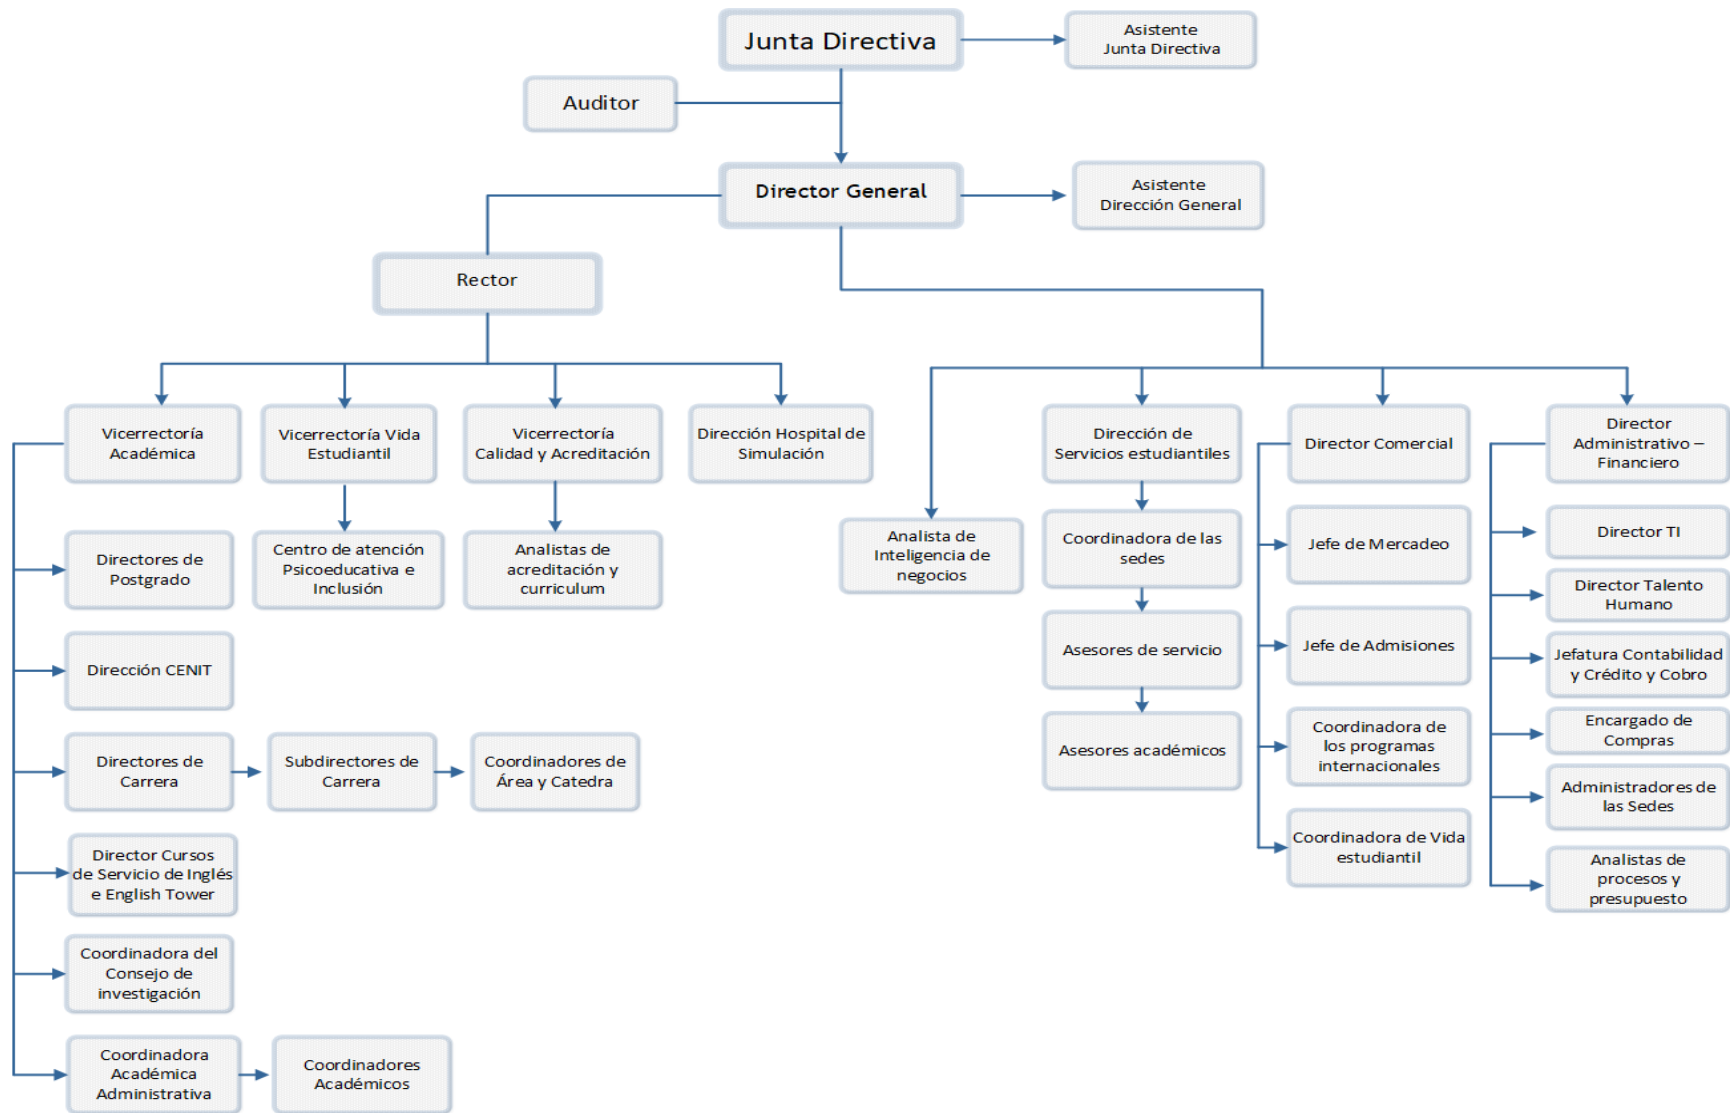 Junta Directiva
Asistente
Junta Directiva
Auditor
Director General
Asistente
Dirección General
Rector
Vicerrectoría
Académica
Vicerrectoría Vida
Estudiantil
Vicerrectoría
Calidad y Acreditación
Dirección Hospital de
Simulación
Dirección de
Servicios estudiantiles
Director Comercial
Director
Administrativo –
Financiero
Directores de
Postgrado
Centro de atención
Psicoeducativa e
Inclusión
Analistas de
acreditación y
curriculum
Analista de
Inteligencia de
negocios
Coordinadora de las
sedes
Jefe de Mercadeo
Director TI
Director Talento
Humano
Dirección CENIT
Asesores de servicio
Jefe de Admisiones
Jefatura Contabilidad
y Crédito y Cobro
Directores de
Carrera
Subdirectores de
Carrera
Coordinadores de
Área y Catedra
Asesores académicos
Coordinadora de
los programas
internacionales
Encargado de
Compras
Administradores de
las Sedes
Director Cursos
de Servicio de Inglés
e English Tower
Coordinadora de Vida
estudiantil
Analistas de
procesos y
presupuesto
Coordinadora del
Consejo de
investigación
Coordinadora
Académica
Administrativa
Coordinadores
Académicos